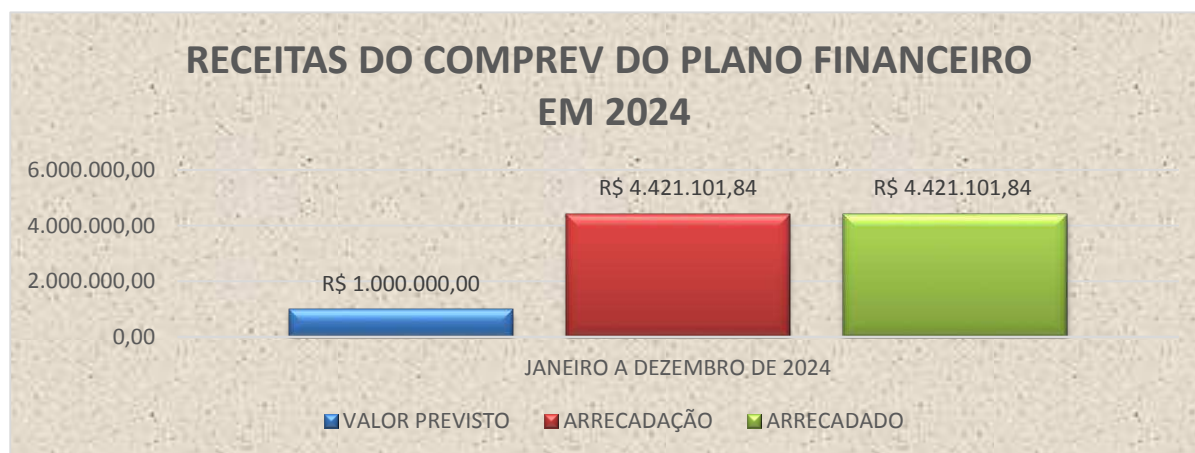 RECEITAS DO COMPREV DO PLANO FINANCEIRO
EM 2024
6.000.000,00
4.000.000,00
2.000.000,00
0,00
R$ 1.000.000,00
R$ 4.421.101,84
R$ 4.421.101,84
JANEIRO A DEZEMBRO DE 2024
VALOR PREVISTO
ARRECADAÇÃO
ARRECADADO